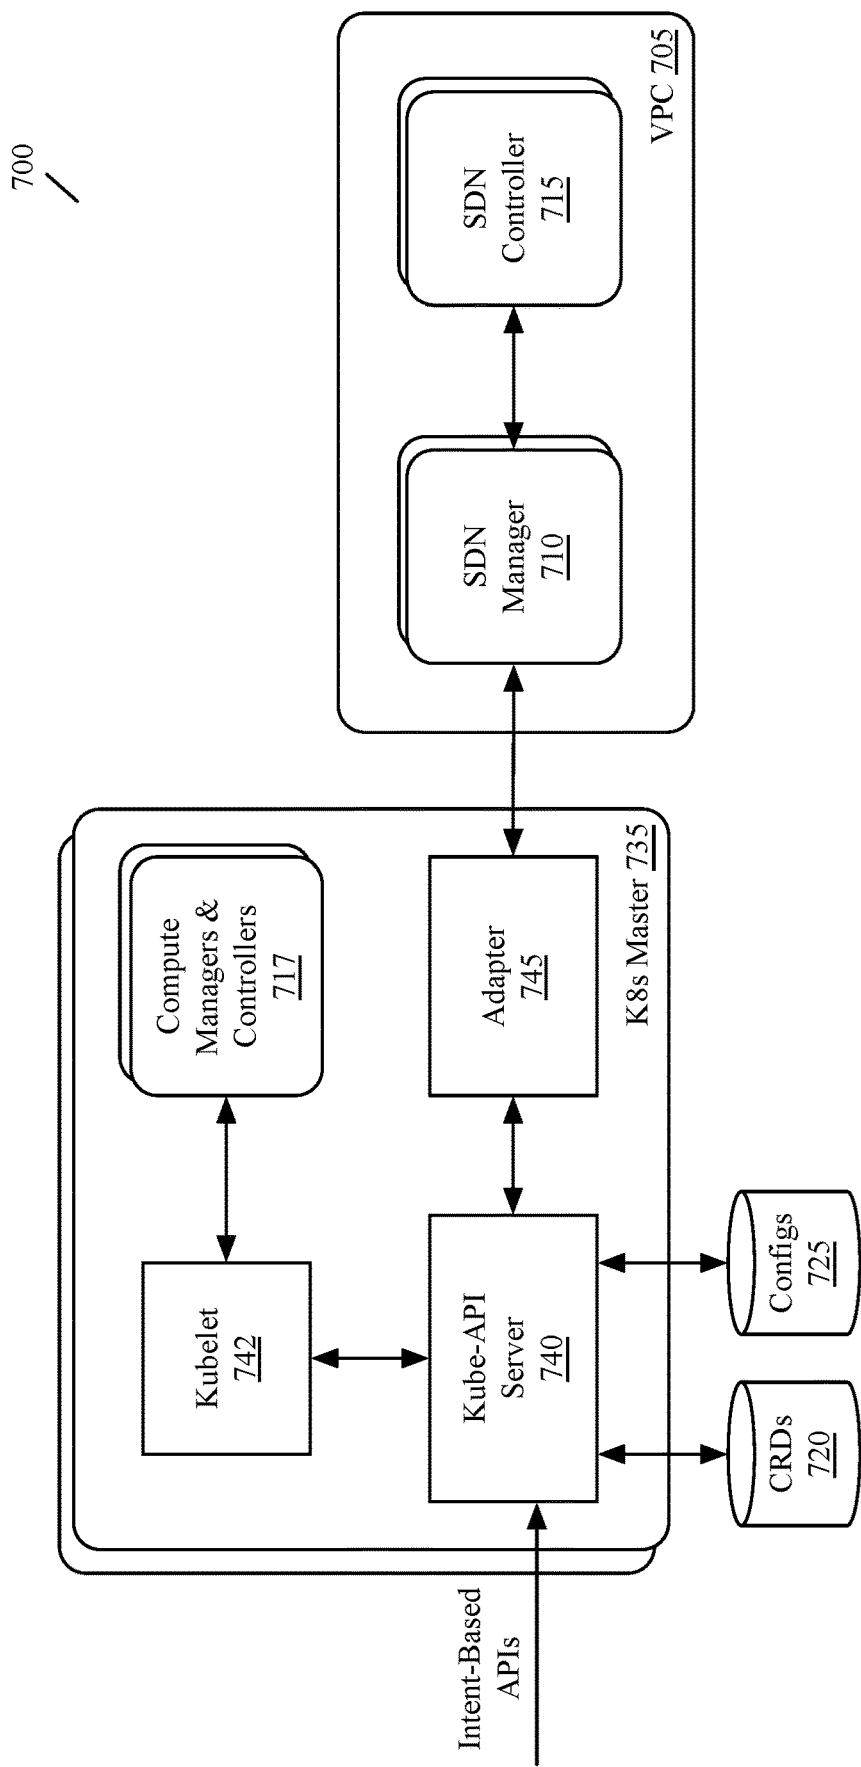 700
Compute
Managers &
Controllers
717
Kubelet
742
Kube-API
Server
740
Adapter
745
K8s Master 735
SDN
Manager
710
SDN
Controller
715
VPC 705
Intent-Based
APIs
CRDs
720
Configs
725